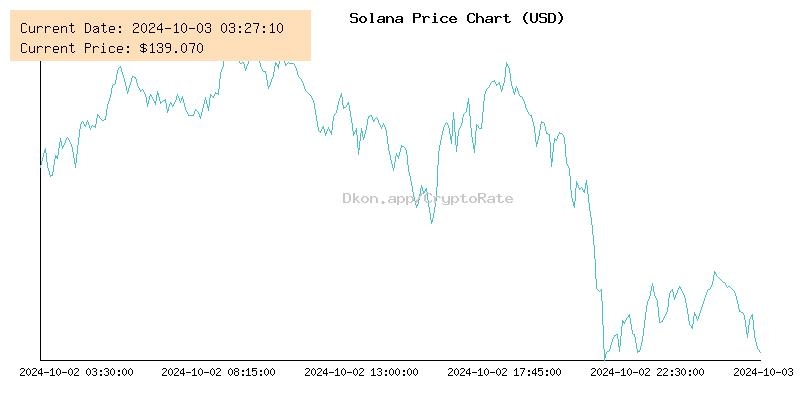 Solana Price Chart (USD)
Current Date: 2024-10-03 03:27:10
Current Price: $139.070
Dkon.app/CryptoRate
2024-10-02 03:30:00 2024-10-02 08:15:00 2024-10-02 13:00:00 2024-10-02 17:45:00 2024-10-02 22:30:00 2024-10-03